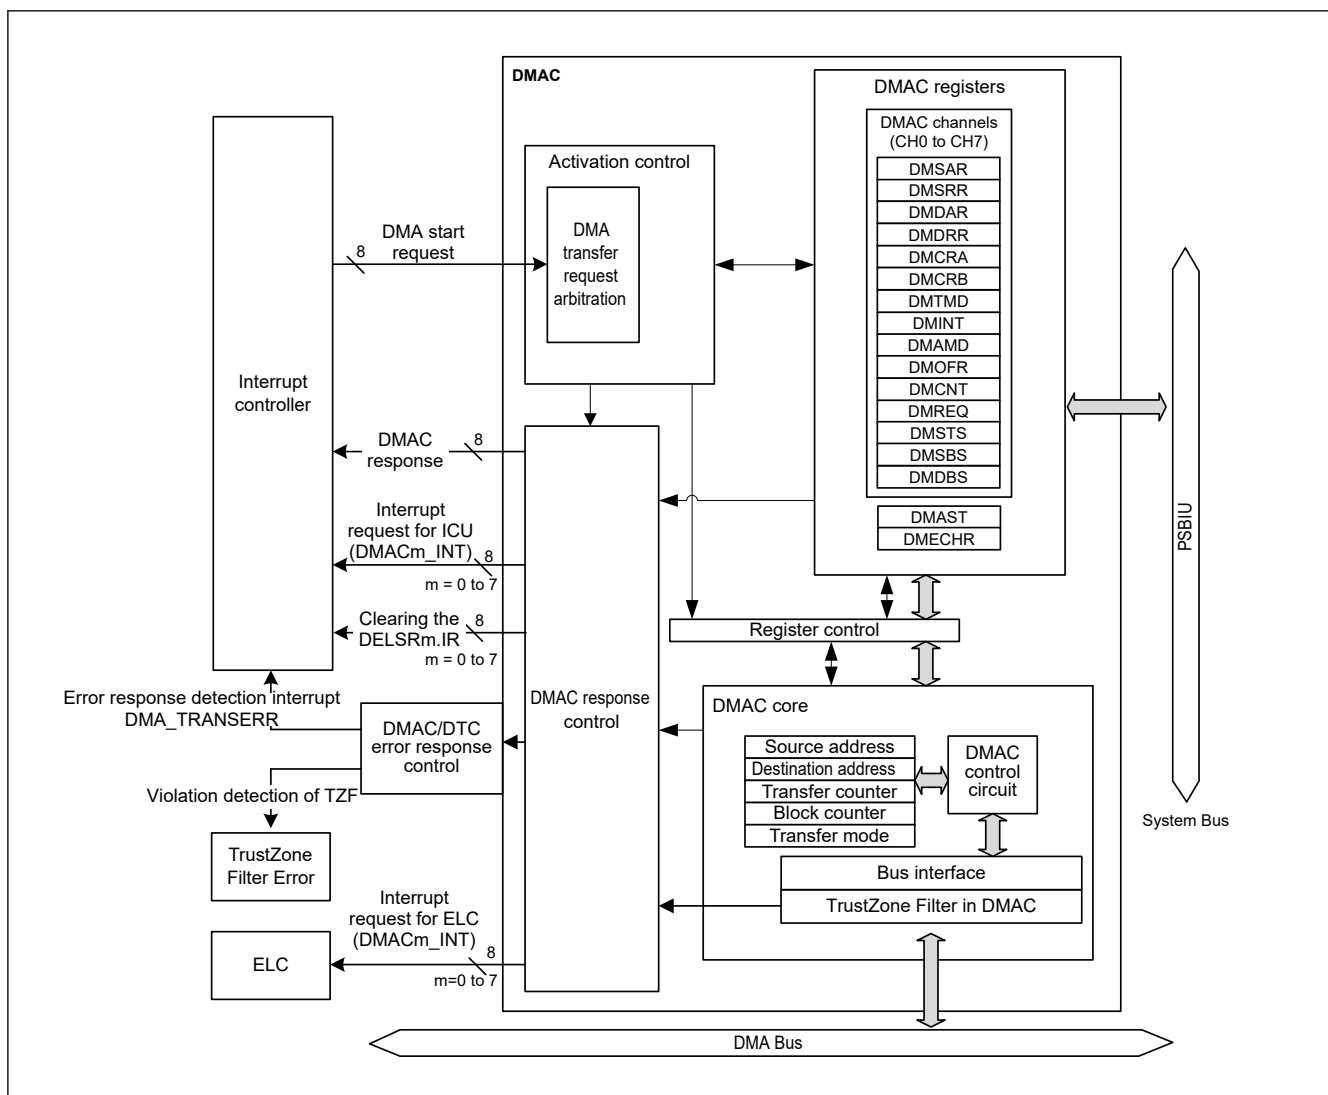 DMAC
DMAC registers
DMAC channels
(CH0 to CH7)
DMSAR
DMSRR
DMDAR
DMDRR
DMCRA
DMCRB
DMTMD
DMINT
DMAMD
DMOFR
DMCNT
DMREQ
DMSTS
DMSBS
DMDBS
DMAST
DMECHR
Activation control
DMA
transfer
request
arbitration
DMA start
request
8
Interrupt
controller
DMAC
response
8
Interrupt
request for ICU
(DMACm_INT)
8
m = 0 to 7
Clearing the
DELSRm.IR
8
m = 0 to 7
Error response detection interrupt
DMA_TRANSERR
DMAC/DTC
error response
control
Violation detection of TZF
TrustZone
Filter Error
Interrupt
request for ELC
(DMACm_INT)
8
m=0 to 7
ELC
DMAC response
control
Register control
DMAC core
Source address
Destination address
Transfer counter
Block counter
Transfer mode
DMAC
control
circuit
Bus interface
TrustZone Filter in DMAC
PSBIU
System Bus
DMA Bus